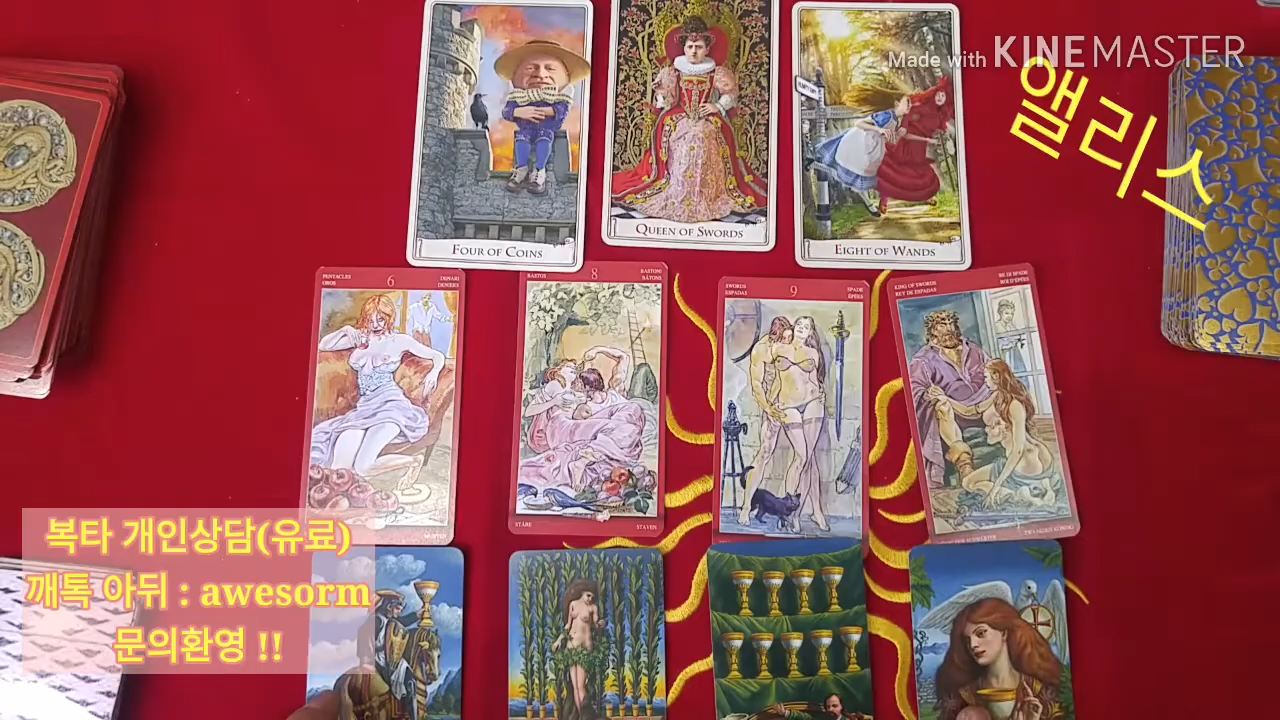 Made with KINEMASTER
앨리스
FOUR OF COINS
QUEEN OF SWORDS
EIGHT OF WANDS
PENTACLES
OROS
6
DENARI
DENIERS
BASTOS
8
BASTONI
BÂTONS
SWORDS
ESPADAS
9
SPADE
ÉPÉES
KING OF SWORDS
REY DE ESPADAS
RE DI SPADE
ROI D'ÉPÉES
STÄBE
STAVEN
복타 개인상담(유료)
깨톡 아뒤 : awesorm
문의환영 !!